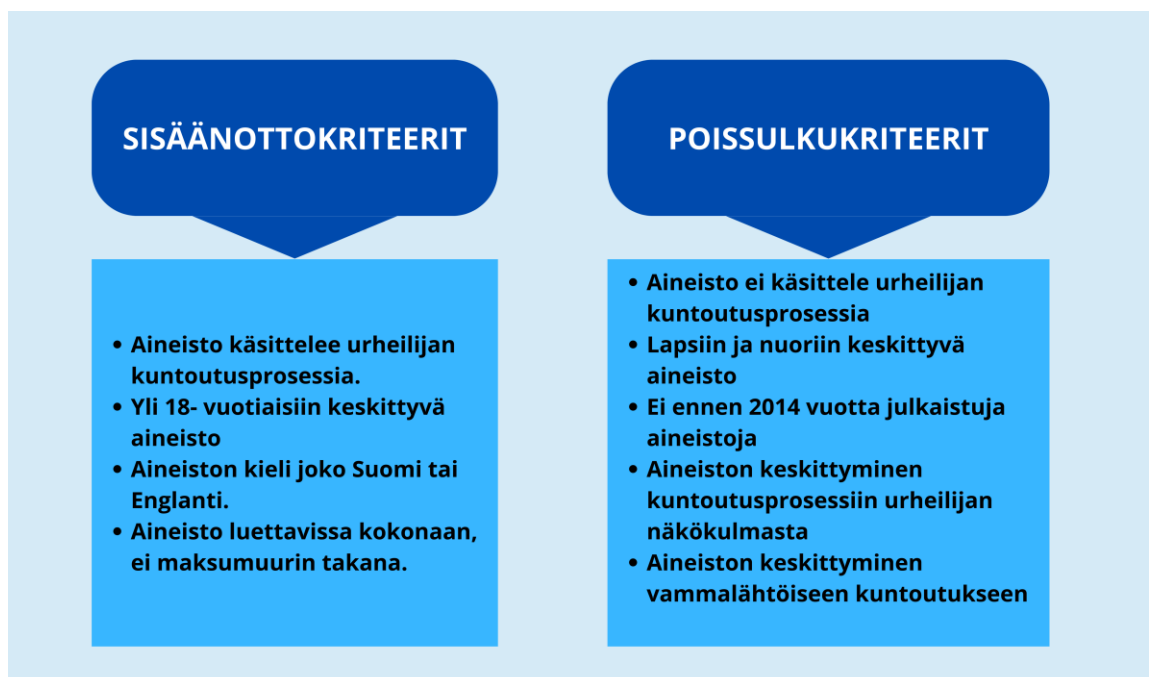 SISÄÄNOTTOKRITEERIT
• Aineisto käsittelee urheilijan
kuntoutusprosessia.
• Yli 18- vuotiaisiin keskittyvä
aineisto
• Aineiston kieli joko Suomi tai
Englanti.
• Aineisto luettavissa kokonaan,
ei maksumuurin takana.
POISSULKUKRITEERIT
• Aineisto ei käsittele urheilijan
kuntoutusprosessia
• Lapsiin ja nuoriin keskittyvä
aineisto
• Ei ennen 2014 vuotta julkaistuja
aineistoja
• Aineiston keskittyminen
kuntoutusprosessiin urheilijan
näkökulmasta
• Aineiston keskittyminen
vammalähtöiseen kuntoutukseen